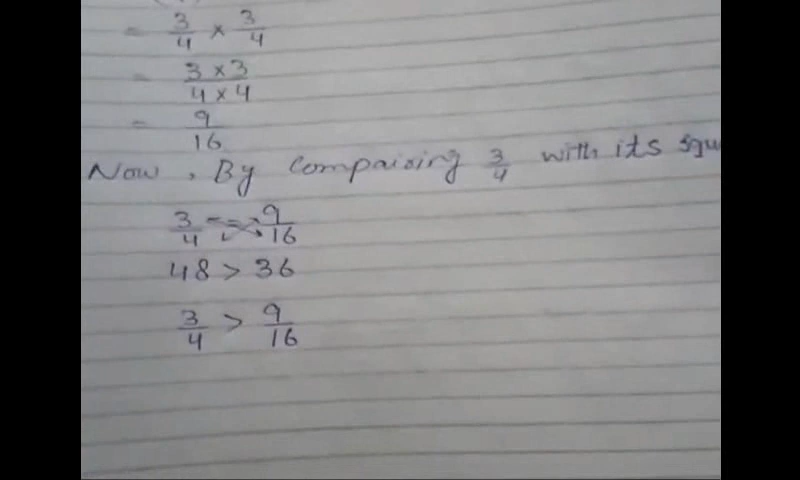 = 3/4 × 3/4
= 3 × 3 / 4 × 4
= 9/16
Now, By Compairing 3/4 with its squ
3/4 9/16
48 > 36
3/4 > 9/16